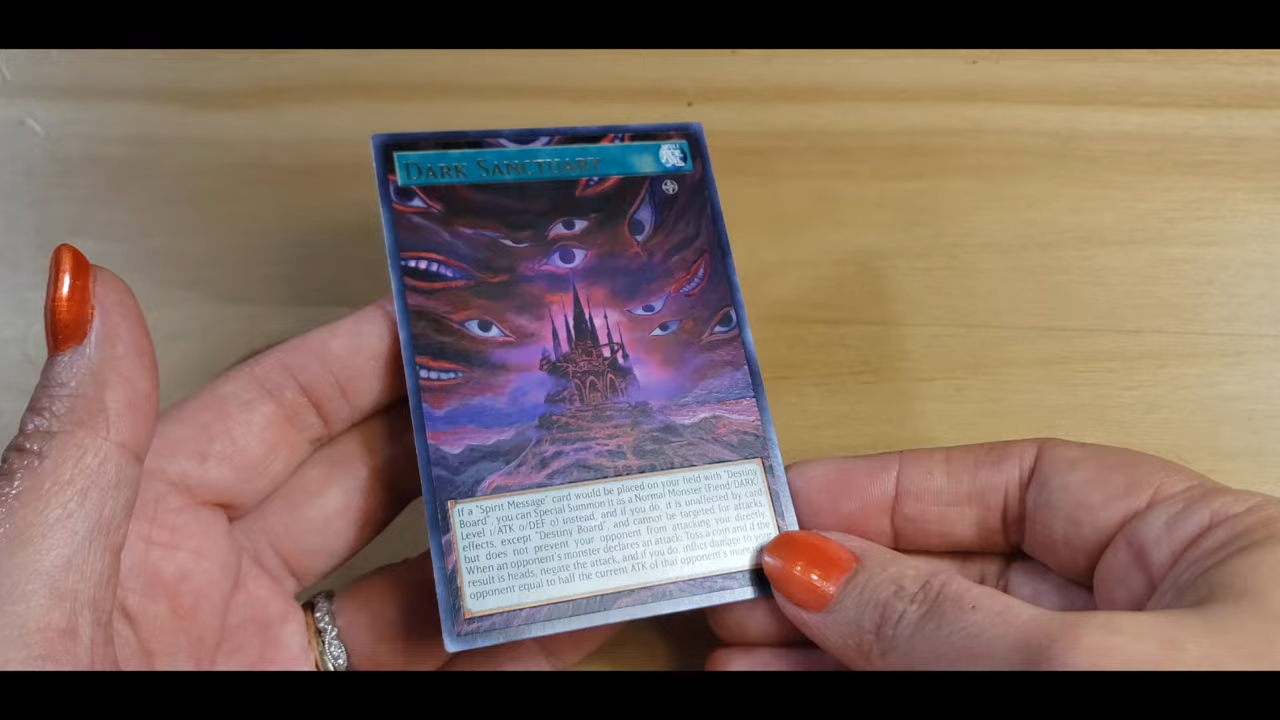 DARK SANCTUARY
If a "Spirit Message" card would be placed on your field with "Destiny
Board", you can Special Summon it as a Normal Monster (Fiend/DARK/
Level 1/ATK 0/DEF 0) instead, and if you do, it is unaffected by card
effects, except "Destiny Board", and cannot be targeted for attacks,
but does not prevent your opponent from attacking you directly.
When an opponent's monster declares an attack: Toss a coin and if the
result is heads, negate the attack, and if you do, inflict damage to your
opponent equal to half the current ATK of that opponent's monster.